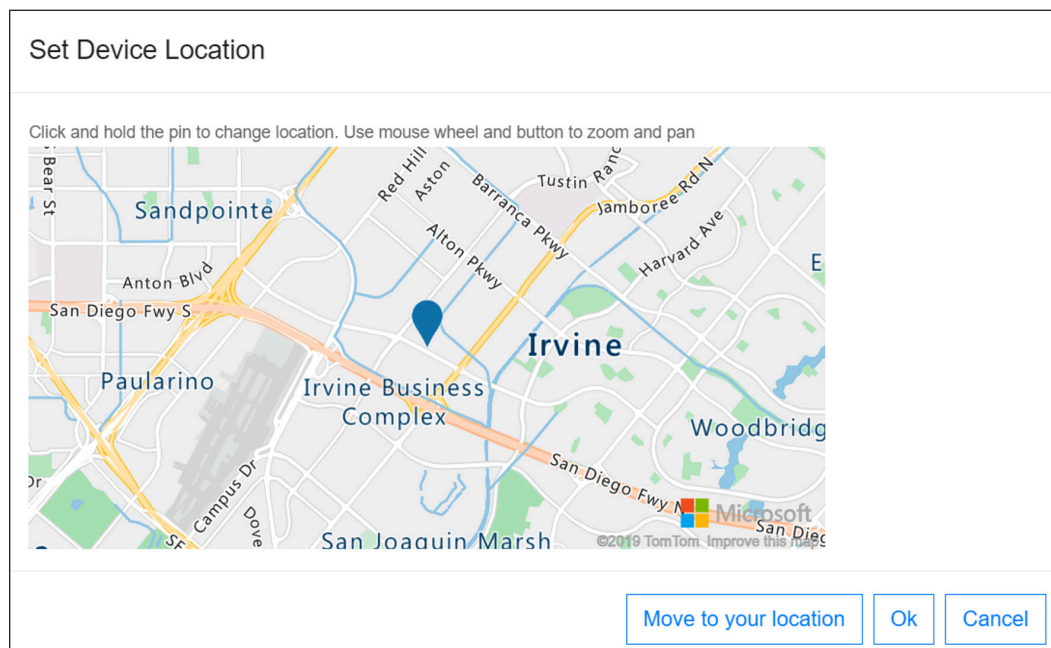 Set Device Location
Click and hold the pin to change location. Use mouse wheel and button to zoom and pan
Bear St
Red Hill
Aston
Barranca Pkwy
Tustin Ranc
Jamboree Rd N
Sandpointe
Alton Pkwy
Harvard Ave
E
Anton Blvd
San Diego Fwy S
Irvine
Paularino
Irvine Business
Complex
Woodbridg
San Diego Fwy N
Dr
Campus Dr
Dove
Microsoft
San Dieg
SR
San Joaquin Marsh
©2019 TomTom Improve this map
Move to your location
Ok
Cancel